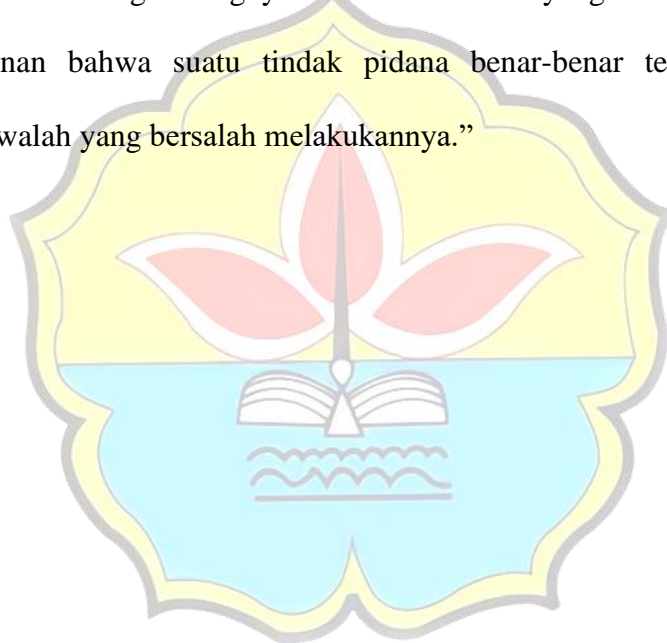 nan bahwa suatu tindak pidana benar-benar te
walah yang bersalah melakukannya.”